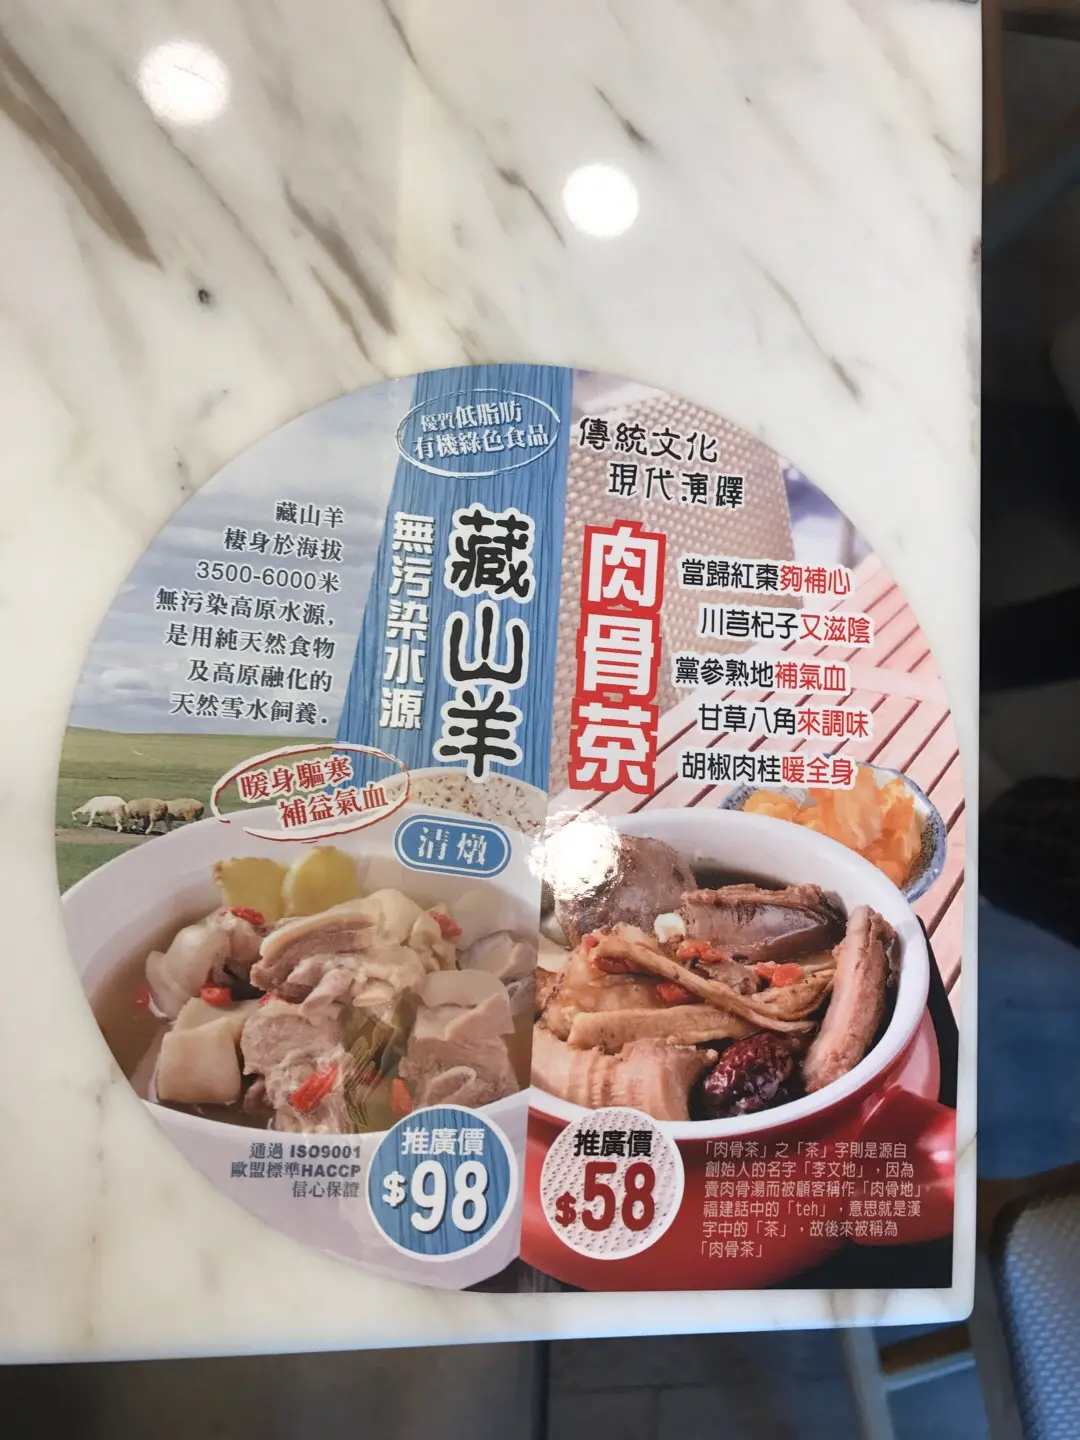 優質低脂肪
有機綠色食品
藏山羊
棲身於海拔
3500-6000米
無污染高原水源,
是用純天然食物
及高原融化的
天然雪水飼養.
無污染水源
藏山羊
暖身驅寒
補益氣血
清燉
通過 ISO9001
歐盟標準HACCP
信心保證
推廣價
$98
傳統文化
現代演繹
肉骨茶
當歸紅棗夠補心
川芎杞子又滋陰
黨參熟地補氣血
甘草八角來調味
胡椒肉桂暖全身
推廣價
$58
「肉骨茶」之「茶」字則是源自
創始人的名字「李文地」，因為
賣肉骨湯而被顧客稱作「肉骨地」。
福建話中的「teh」，意思就是漢
字中的「茶」，故後來被稱為
「肉骨茶」